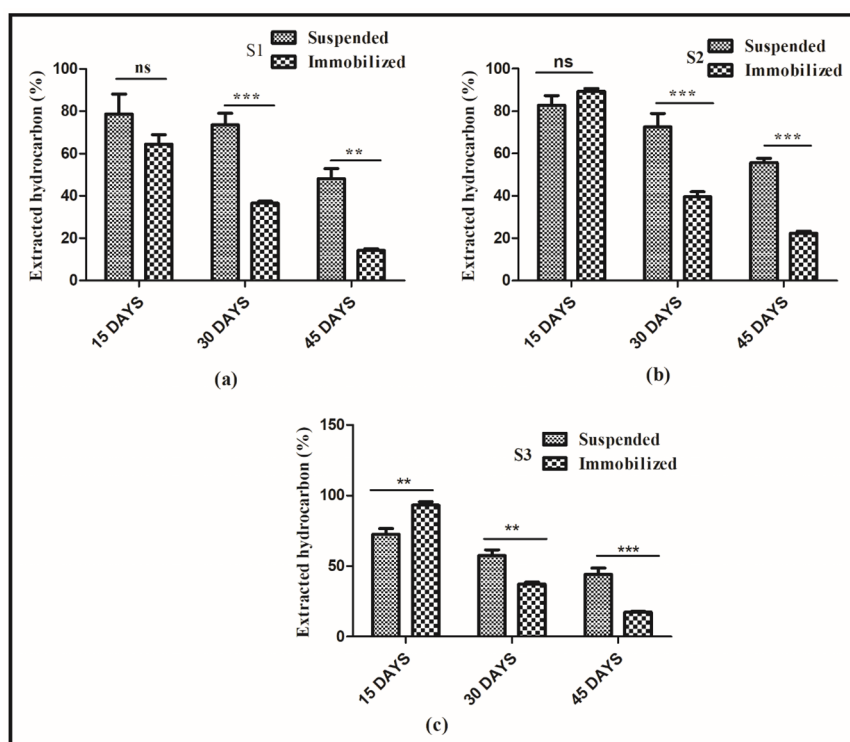 S1
Suspended
Immobilized
Extracted hydrocarbon (%)
100
80
60
40
20
0
ns
***
**
15 DAYS
30 DAYS
45 DAYS
(a)
S2
Suspended
Immobilized
Extracted hydrocarbon (%)
100
80
60
40
20
0
ns
***
***
15 DAYS
30 DAYS
45 DAYS
(b)
S3
Suspended
Immobilized
Extracted hydrocarbon (%)
150
100
50
0
**
**
***
15 DAYS
30 DAYS
45 DAYS
(c)